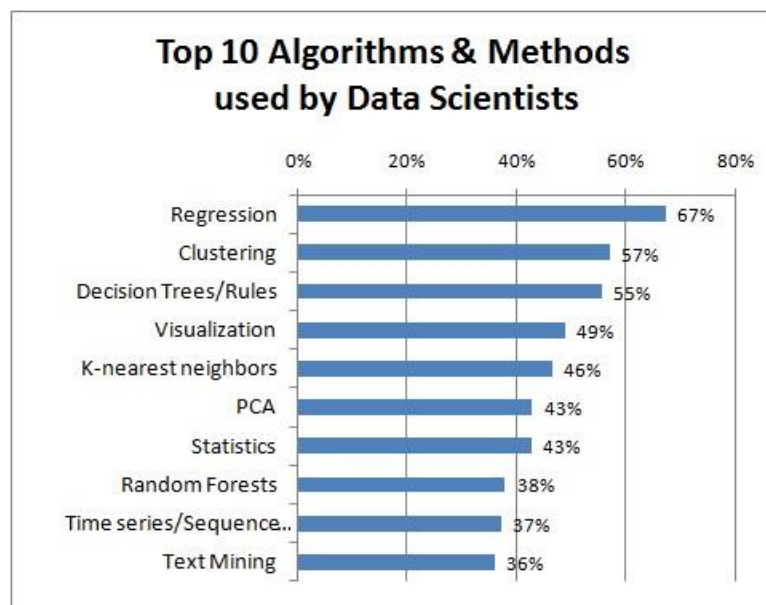 Top 10 Algorithms & Methods
used by Data Scientists
0% 20% 40% 60% 80%
Regression 67%
Clustering 57%
Decision Trees/Rules 55%
Visualization 49%
K-nearest neighbors 46%
PCA 43%
Statistics 43%
Random Forests 38%
Time series/Sequence... 37%
Text Mining 36%